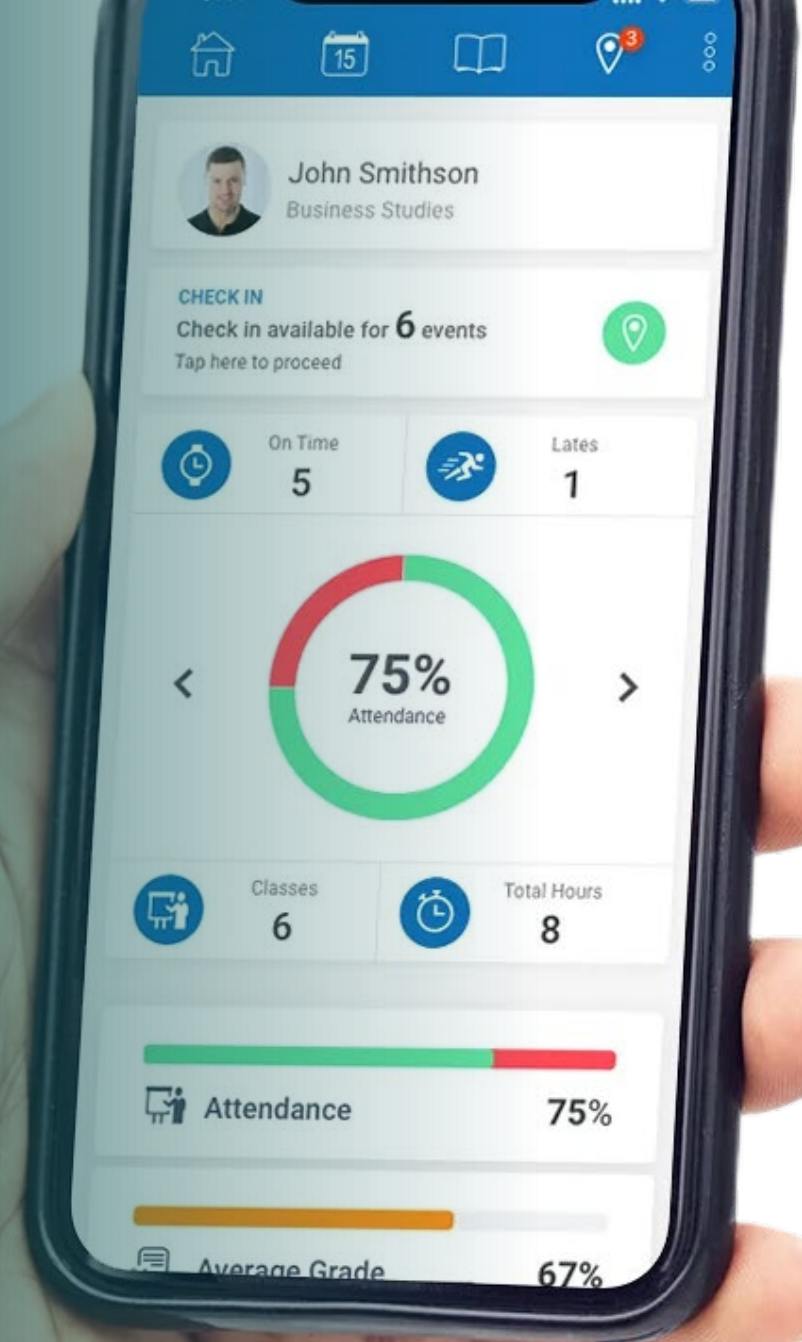 15
3
John Smithson
Business Studies
CHECK IN
Check in available for 6 events
Tap here to proceed
On Time
5
Lates
1
75%
Attendance
Classes
6
Total Hours
8
Attendance
75%
Average Grade
67%